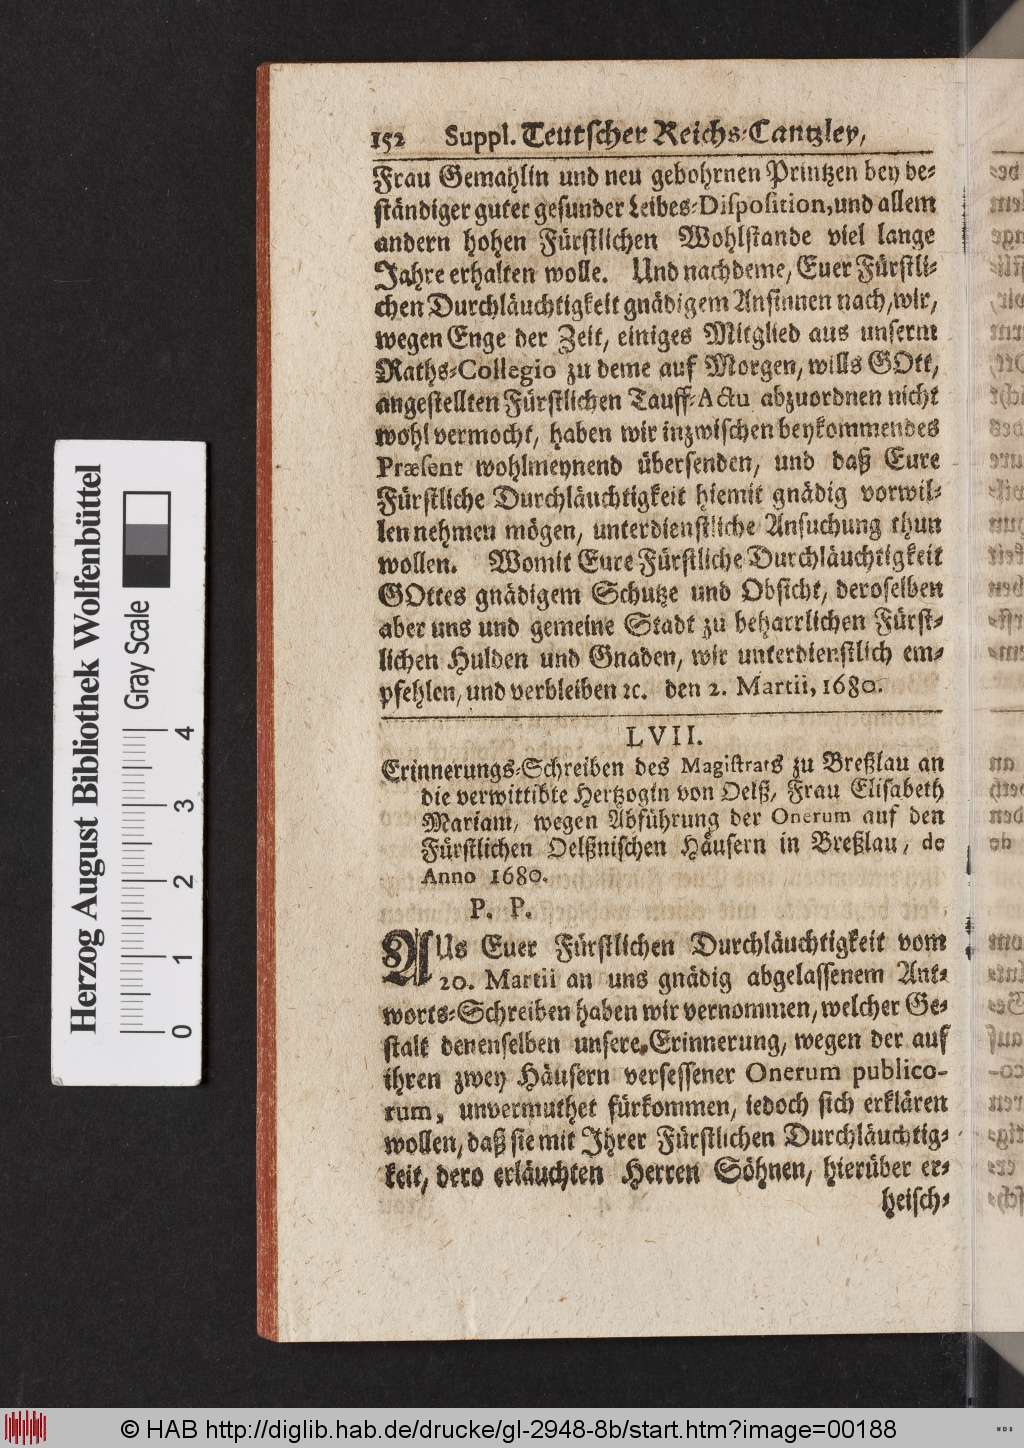 152 Suppl. Teutscher Reichs-Cantzley,
Frau Gemahlin und neu gebohrnen Printzen bey be-
ständiger guter gesunder Leibes-Disposition, und allem
andern hohen Fürstlichen Wohlstande viel lange
Jahre erhalten wolle. Und nachdeme, Euer Fürstli-
chen Durchläuchtigkeit gnädigem Ansinnen nach, wir,
wegen Enge der Zeit, einiges Mitglied aus unserm
Raths-Collegio zu deme auf Morgen, wills GOtt,
angestellten Fürstlichen Tauff-Actu abzuordnen nicht
wohl vermocht, haben wir inzwischen beykommendes
Præsent wohlmeynend übersenden, und daß Eure
Fürstliche Durchläuchtigkeit hiemit gnädig vorwil-
len nehmen mögen, unterdienstliche Ansuchung thun
wollen. Womit Eure Fürstliche Durchläuchtigkeit
GOttes gnädigem Schutze und Obsicht, deroselben
aber uns und gemeine Stadt zu beharrlichen Fürst-
lichen Hulden und Gnaden, wir unterdienstlich em-
pfehlen, und verbleiben ꝛc. den 2. Martii, 1680.
LVII.
Erinnerungs-Schreiben des Magistrats zu Breßlau an
die verwittibte Hertzogin von Oelß, Frau Elisabeth
Mariam, wegen Abführung der Onerum auf den
Fürstlichen Oelßnischen Häusern in Breßlau, de
Anno 1680.
P. P.
AUs Euer Fürstlichen Durchläuchtigkeit vom
20. Martii an uns gnädig abgelassenem Ant-
worts-Schreiben haben wir vernommen, welcher Ge-
stalt denenselben unsere Erinnerung, wegen der auf
ihren zwey Häusern versessener Onerum publico-
rum, unvermuthet fürkommen, iedoch sich erklären
wollen, daß sie mit Ihrer Fürstlichen Durchläuchtig-
keit, dero erläuchten Herren Söhnen, hierüber er-
heisch-
Herzog August Bibliothek Wolfenbüttel
Gray Scale
0 1 2 3 4
© HAB http://diglib.hab.de/drucke/gl-2948-8b/start.htm?image=00188